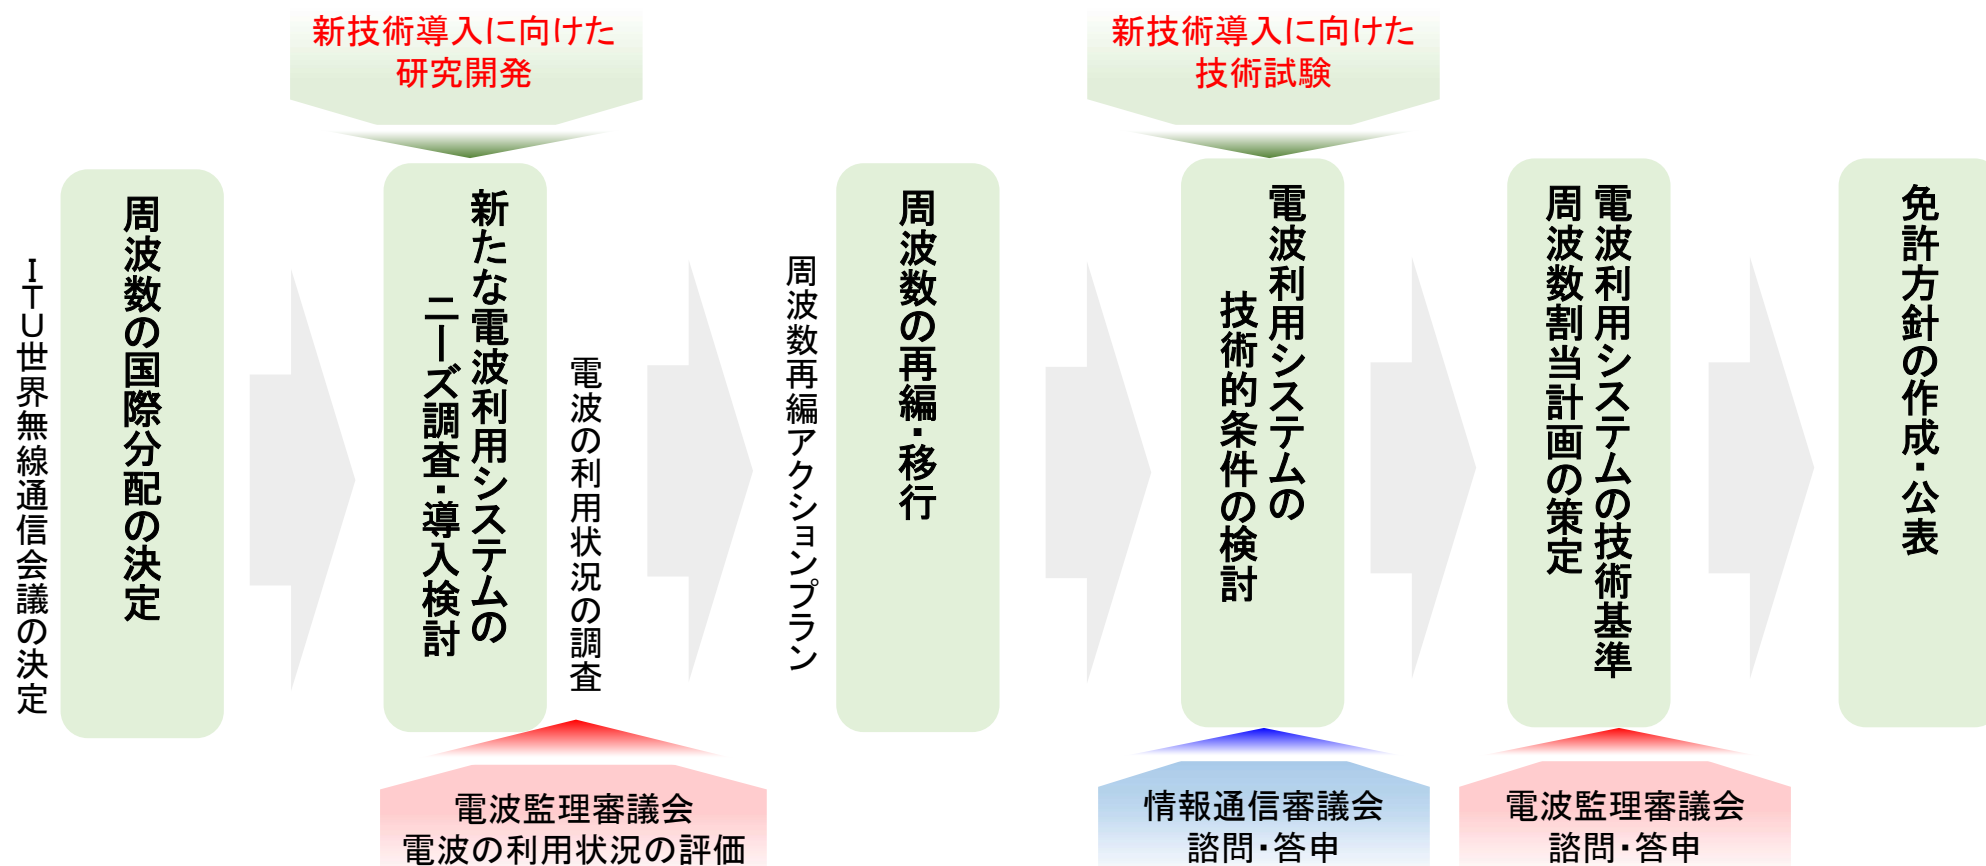 新技術導入に向けた
研究開発
新技術導入に向けた
技術試験
ITU世界無線通信会議の決定
周波数の国際分配の決定
新たな電波利用システムの
ニーズ調査・導入検討
電波の利用状況の調査
周波数再編アクションプラン
周波数の再編・移行
電波利用システムの
技術的条件の検討
電波利用システムの技術基準
周波数割当計画の策定
免許方針の作成・公表
電波監理審議会
電波の利用状況の評価
情報通信審議会
諮問・答申
電波監理審議会
諮問・答申